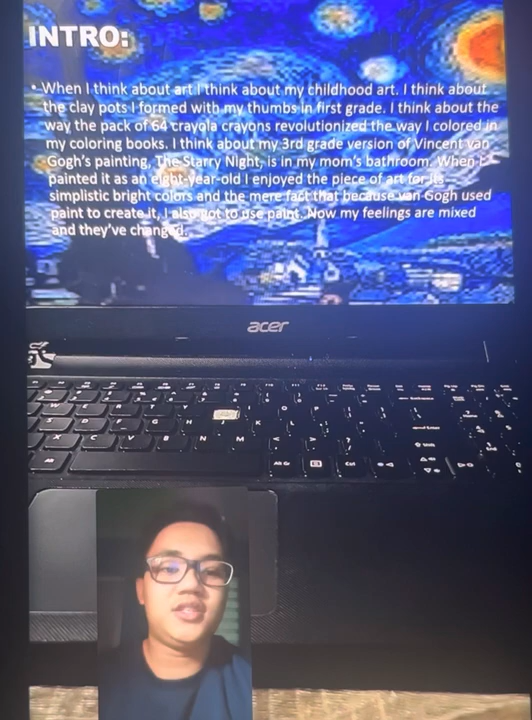 INTRO:
• When I think about art I think about my childhood art. I think about
the clay pots I formed with my thumbs in first grade. I think about the
way the pack of 64 crayola crayons revolutionized the way I colored in
my coloring books. I think about my 3rd grade version of Vincent van
Gogh's painting, The Starry Night, is in my mom's bathroom. When I
painted it as an eight-year-old I enjoyed the piece of art for its
simplistic bright colors and the mere fact that because van Gogh used
paint to create it, I also got to use paint. Now my feelings are mixed
and they've changed.
acer
E R T Y O P
D F G H K L
X C V B N M Alt Gr Ctrl
Alt